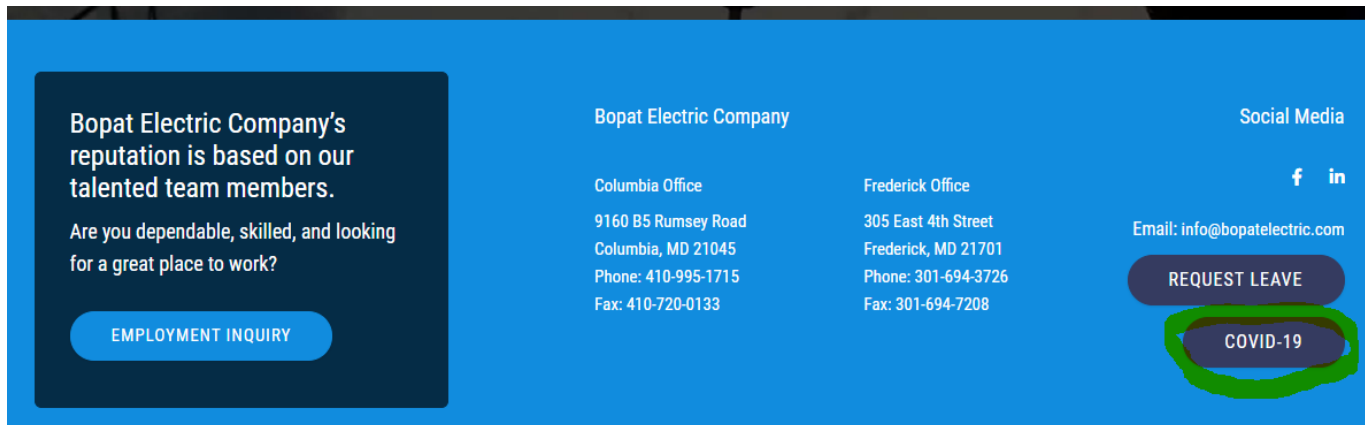 Bopat Electric Company’s
reputation is based on our
talented team members.
Are you dependable, skilled, and looking
for a great place to work?
EMPLOYMENT INQUIRY
Bopat Electric Company
Columbia Office
9160 B5 Rumsey Road
Columbia, MD 21045
Phone: 410-995-1715
Fax: 410-720-0133
Frederick Office
305 East 4th Street
Frederick, MD 21701
Phone: 301-694-3726
Fax: 301-694-7208
Social Media
f in
Email: info@bopatelectric.com
REQUEST LEAVE
COVID-19